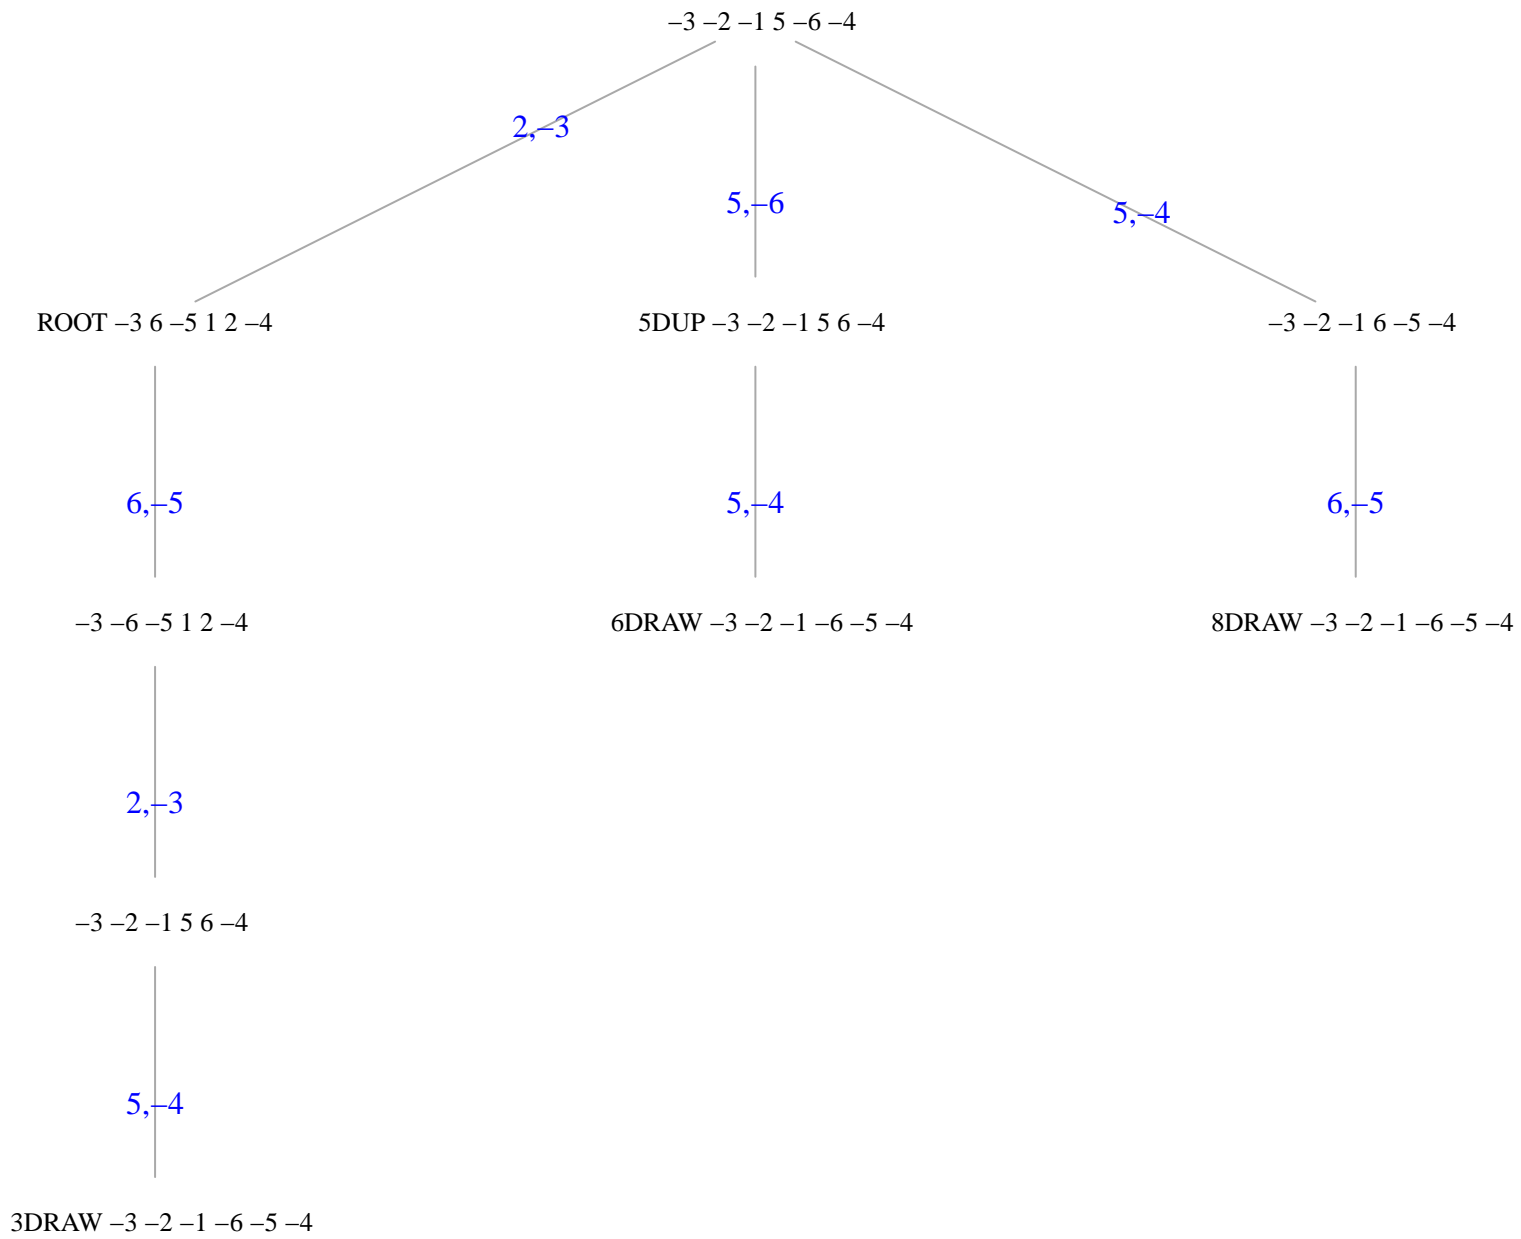 –3 –2 –1 5 –6 –4
2,–3
5,–6
5,–4
ROOT –3 6 –5 1 2 –4
5DUP –3 –2 –1 5 6 –4
–3 –2 –1 6 –5 –4
6,–5
5,–4
6,–5
–3 –6 –5 1 2 –4
6DRAW –3 –2 –1 –6 –5 –4
8DRAW –3 –2 –1 –6 –5 –4
2,–3
–3 –2 –1 5 6 –4
5,–4
3DRAW –3 –2 –1 –6 –5 –4